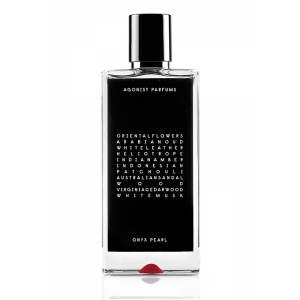 AGONIST PARFUMS
ORIENTALFLOWERS
ARABIANOUD
WHITELEATHER
HELIOTROPE
INDIANAMBER
INDONESIAN
PATCHOULI
AUSTRALIANSANDAL
WOOD
VIRGINIACEDARWOOD
WHITEMUSK
ONYX PEARL